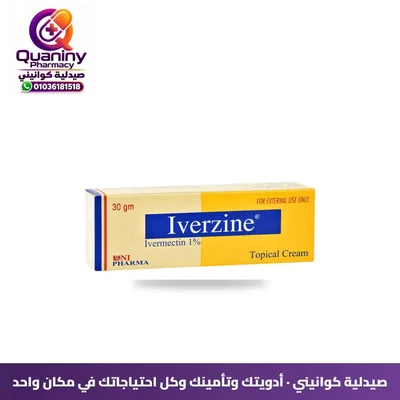 Quaniny
Pharmacy
صيدلية كوانيني
01036181518
30 gm
FOR EXTERNAL USE ONLY.
Iverzine®
Ivermectin 1%
UNI
PHARMA
Topical Cream
صيدلية كوانيني - أدويتك وتأمينك وكل احتياجاتك في مكان واحد